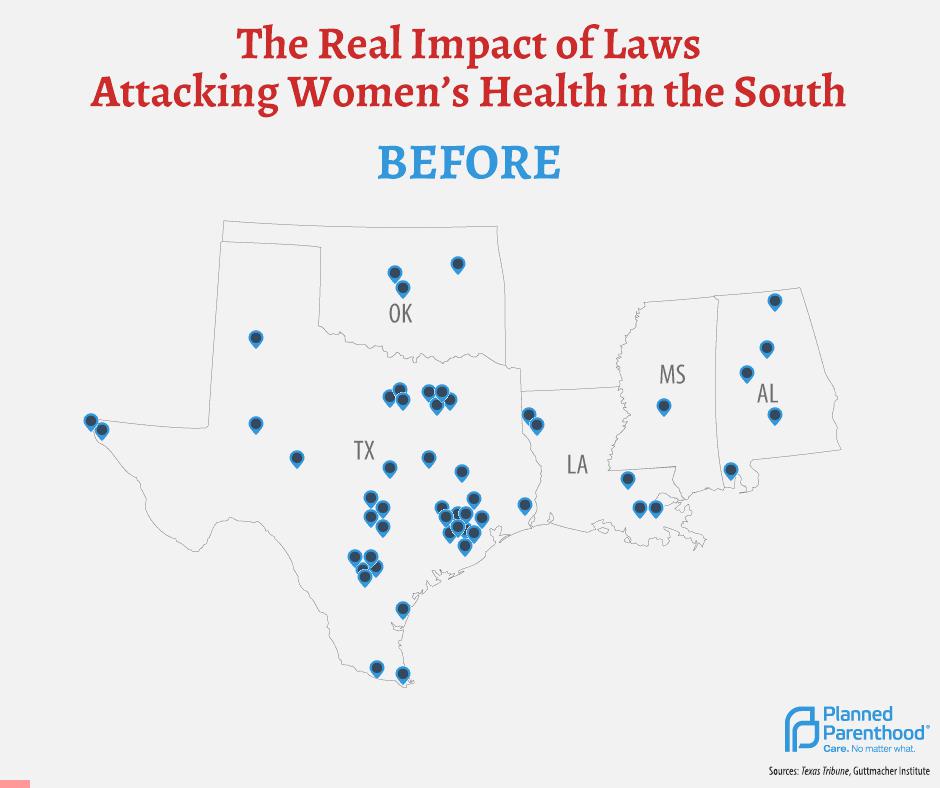 The Real Impact of Laws
Attacking Women's Health in the South
BEFORE
OK
MS
AL
TX
LA
Planned
Parenthood®
Care. No matter what.
Sources: Texas Tribune, Guttmacher Institute